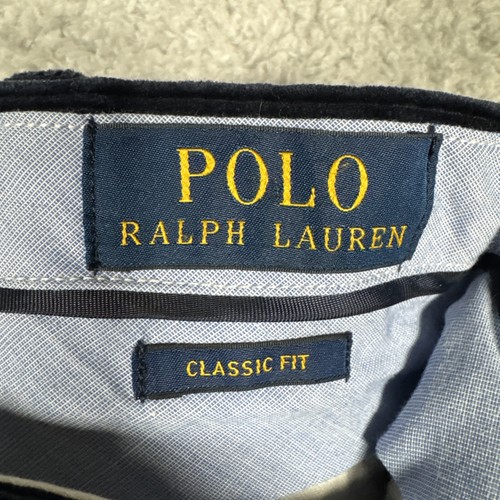 POLO
RALPH LAUREN
CLASSIC FIT